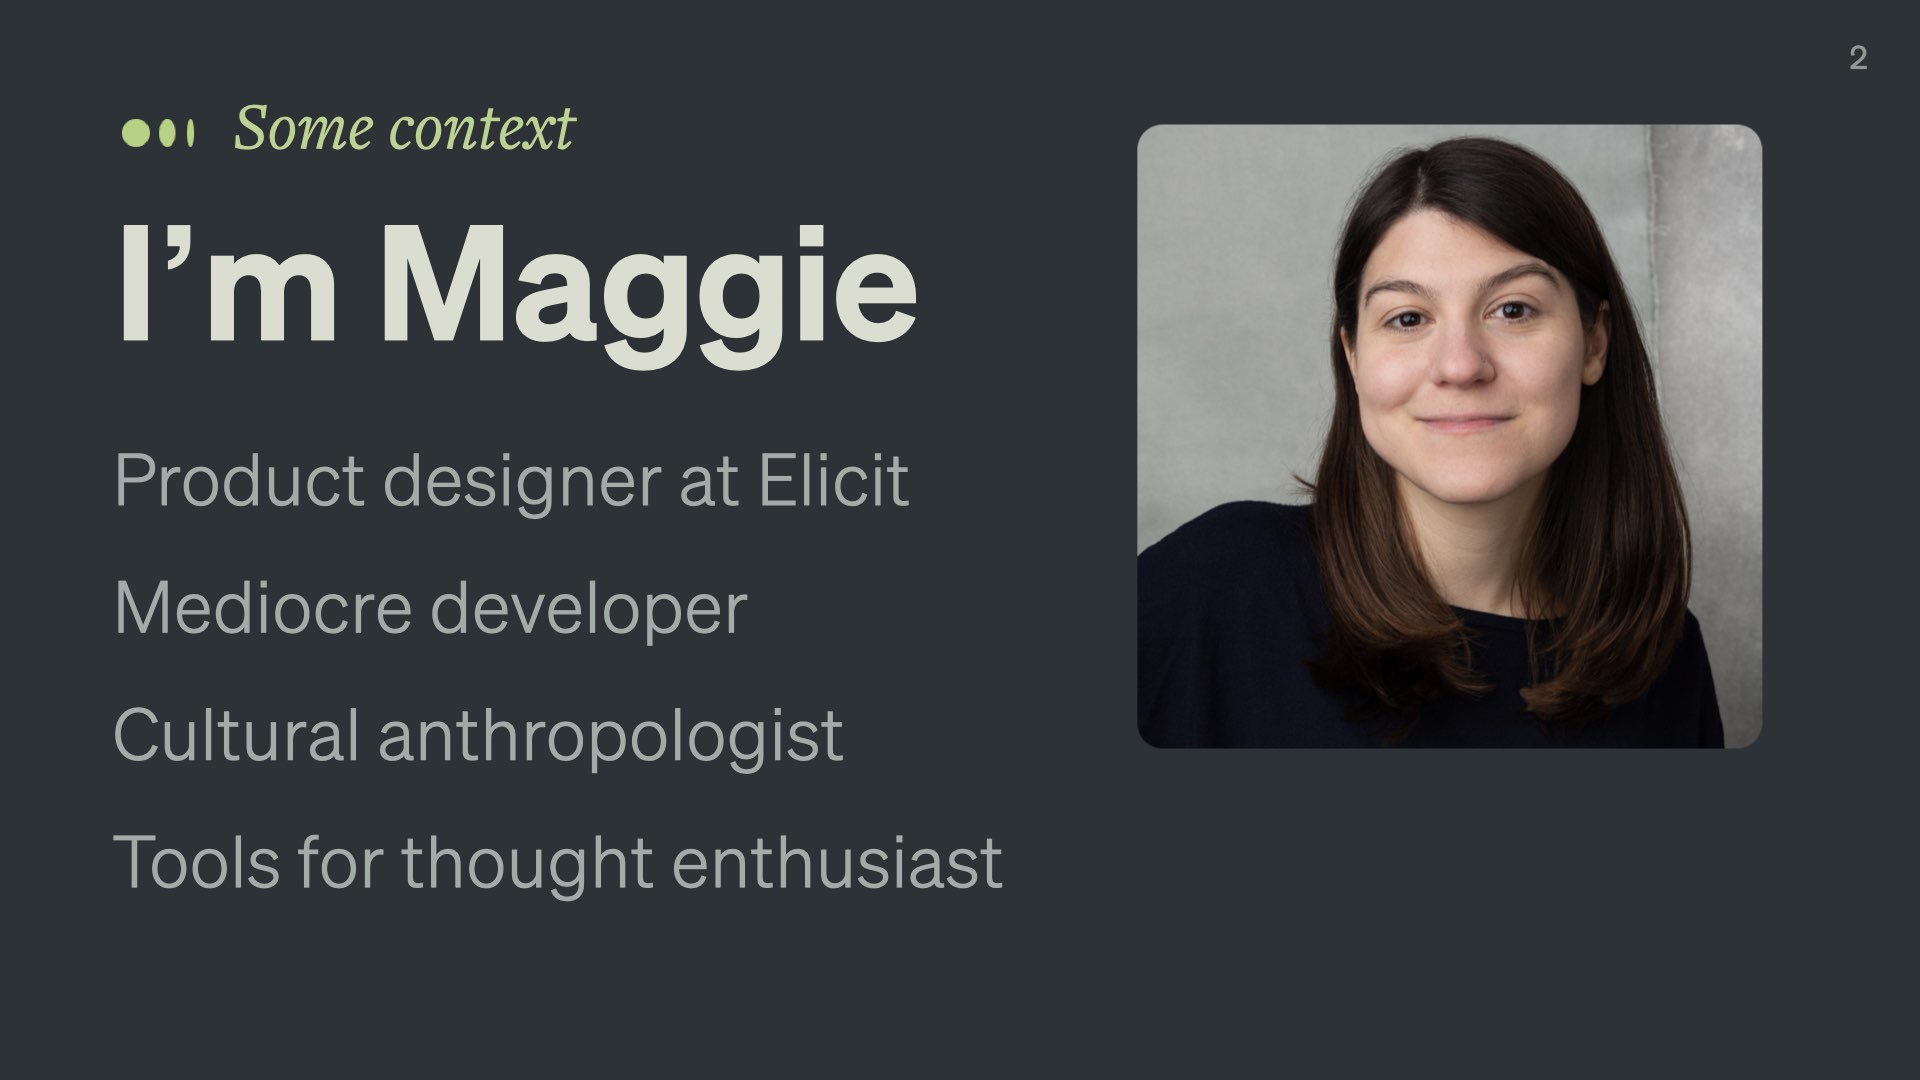 2
Some context
I’m Maggie
Product designer at Elicit
Mediocre developer
Cultural anthropologist
Tools for thought enthusiast